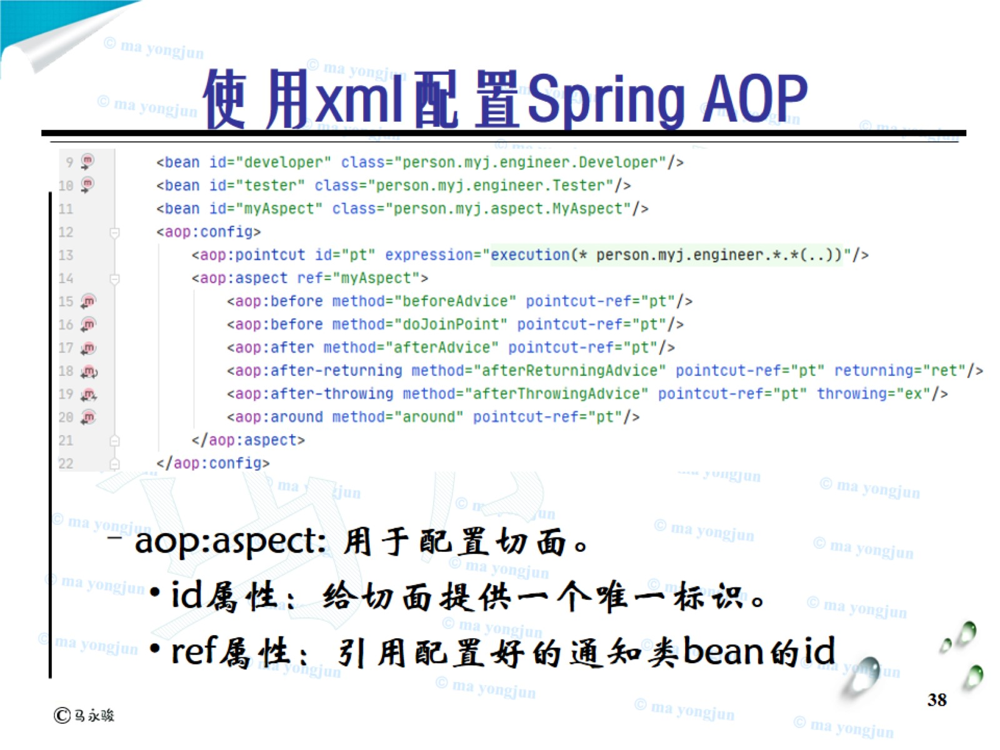 使用xml配置Spring AOP
9 <bean id="developer" class="person.myj.engineer.Developer"/>
10 <bean id="tester" class="person.myj.engineer.Tester"/>
11 <bean id="myAspect" class="person.myj.aspect.MyAspect"/>
12 <aop:config>
13 <aop:pointcut id="pt" expression="execution(* person.myj.engineer.*.*(..))"/>
14 <aop:aspect ref="myAspect">
15 <aop:before method="beforeAdvice" pointcut-ref="pt"/>
16 <aop:before method="doJoinPoint" pointcut-ref="pt"/>
17 <aop:after method="afterAdvice" pointcut-ref="pt"/>
18 <aop:after-returning method="afterReturningAdvice" pointcut-ref="pt" returning="ret"/>
19 <aop:after-throwing method="afterThrowingAdvice" pointcut-ref="pt" throwing="ex"/>
20 <aop:around method="around" pointcut-ref="pt"/>
21 </aop:aspect>
22 </aop:config>
– aop:aspect: 用于配置切面。
• id属性：给切面提供一个唯一标识。
• ref属性：引用配置好的通知类bean的id
38
©马永骏
© ma yongjun